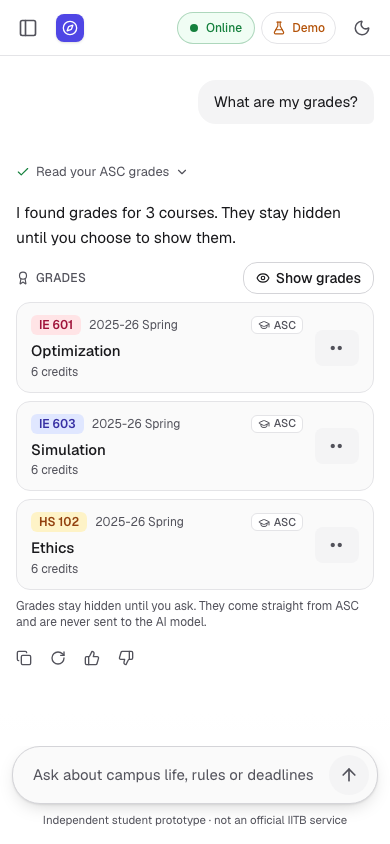 Online
Demo
What are my grades?
Read your ASC grades
I found grades for 3 courses. They stay hidden
until you choose to show them.
GRADES
Show grades
IE 601 2025-26 Spring ASC
Optimization
6 credits
IE 603 2025-26 Spring ASC
Simulation
6 credits
HS 102 2025-26 Spring ASC
Ethics
6 credits
Grades stay hidden until you ask. They come straight from ASC
and are never sent to the AI model.
Ask about campus life, rules or deadlines
Independent student prototype · not an official IITB service